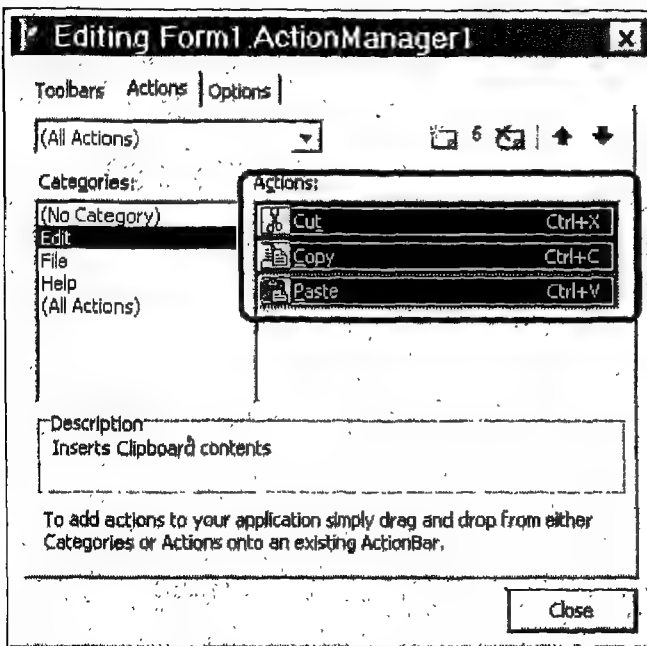 Editing Form1.ActionManager1
Toolbars Actions Options
(All Actions)
Categories:
(No Category)
Edit
File
Help
(All Actions)
Actions:
Cut Ctrl+X
Copy Ctrl+C
Paste Ctrl+V
Description
Inserts Clipboard contents
To add actions to your application simply drag and drop from either
Categories or Actions onto an existing ActionBar.
Close